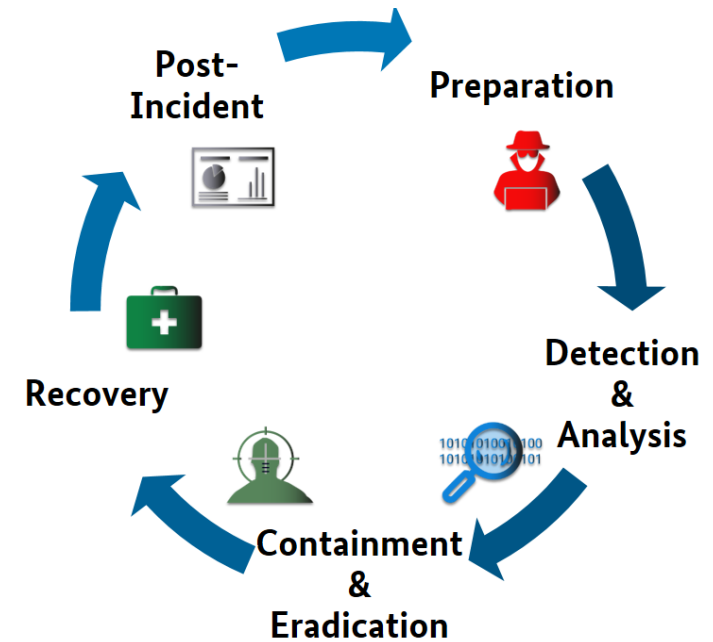 Post-
Incident
Preparation
Detection
&
Analysis
Containment
&
Eradication
Recovery